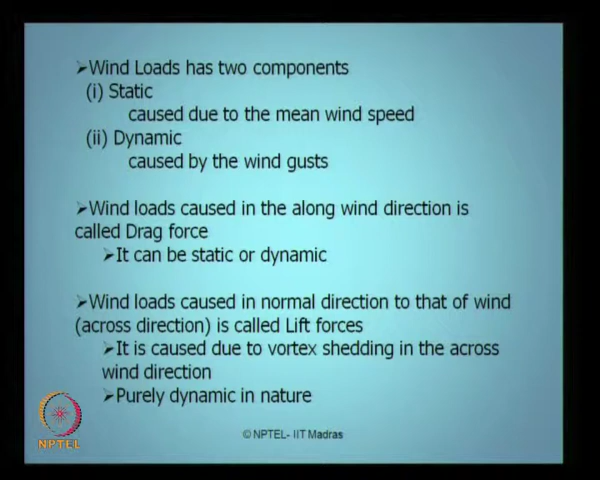 ➢Wind Loads has two components
(i) Static
caused due to the mean wind speed
(ii) Dynamic
caused by the wind gusts
➢Wind loads caused in the along wind direction is
called Drag force
➢It can be static or dynamic
➢Wind loads caused in normal direction to that of wind
(across direction) is called Lift forces
➢It is caused due to vortex shedding in the across
wind direction
➢Purely dynamic in nature
NPTEL
© NPTEL- IIT Madras